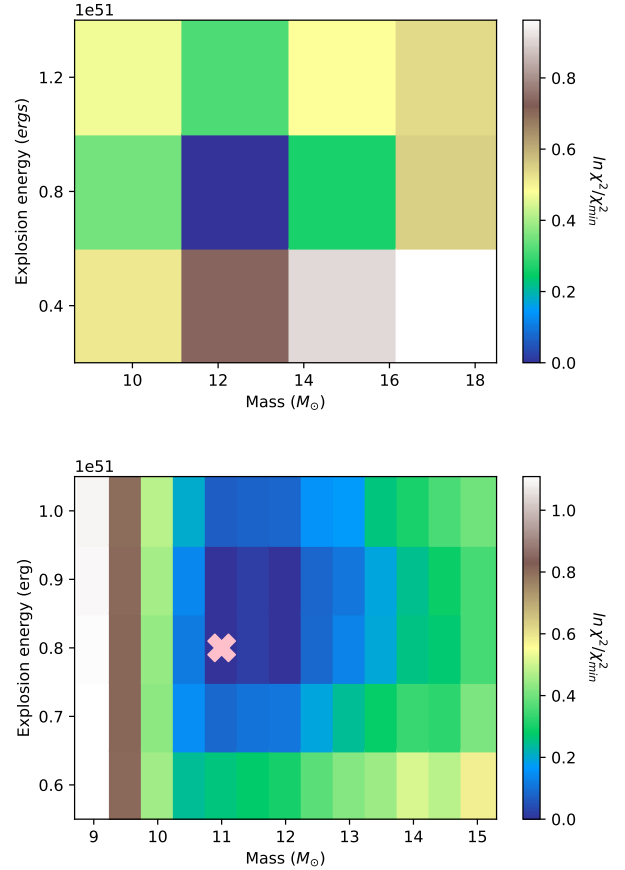 1e51
Explosion energy (ergs)
1.2
0.8
0.4
10 12 14 16 18
Mass (M⊙)
0.8
0.6
0.4
0.2
0.0
ln χ²/χ²min
1e51
Explosion energy (erg)
1.0
0.9
0.8
0.7
0.6
9 10 11 12 13 14 15
Mass (M⊙)
1.0
0.8
0.6
0.4
0.2
0.0
ln χ²/χ²min